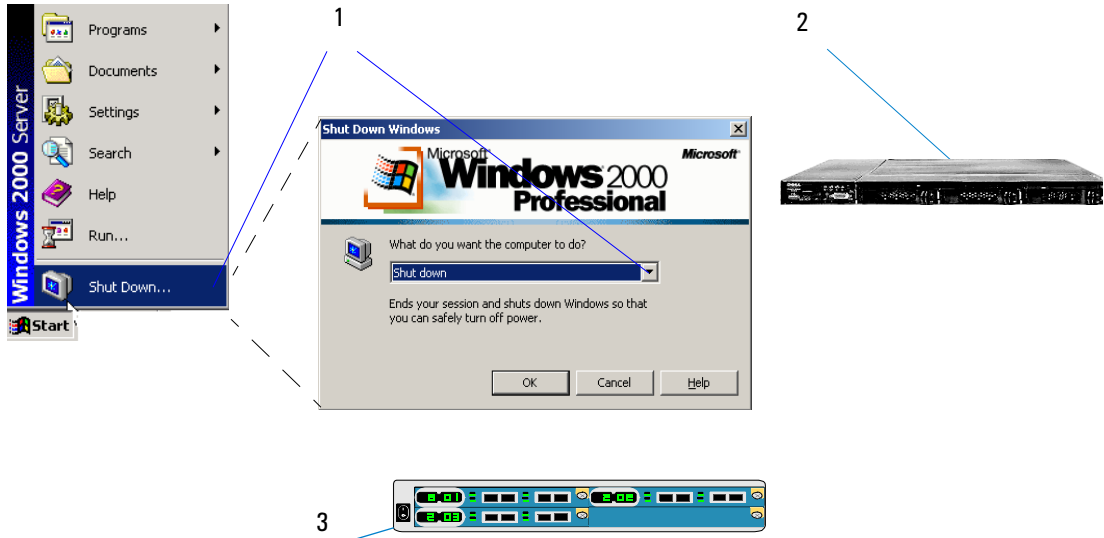 1
2
Programs
Documents
Settings
Search
Help
Run...
Shut Down...
Windows 2000 Server
Start
Shut Down Windows
Microsoft
Windows 2000
Professional
Microsoft
What do you want the computer to do?
Shut down
Ends your session and shuts down Windows so that
you can safely turn off power.
OK
Cancel
Help
DELL
3